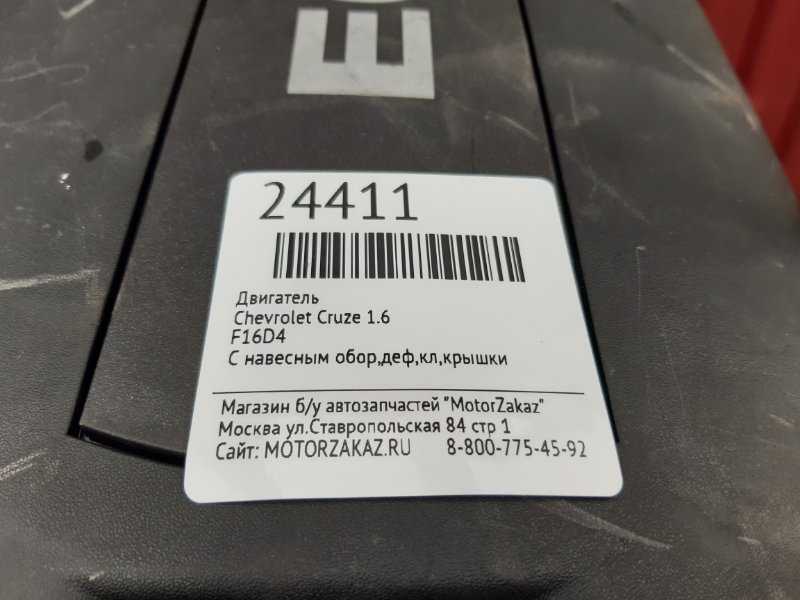 24411
Двигатель
Chevrolet Cruze 1.6
F16D4
С навесным обор,деф,кл,крышки
Магазин б/у автозапчастей "MotorZakaz"
Москва ул.Ставропольская 84 стр 1
Сайт: MOTORZAKAZ.RU 8-800-775-45-92